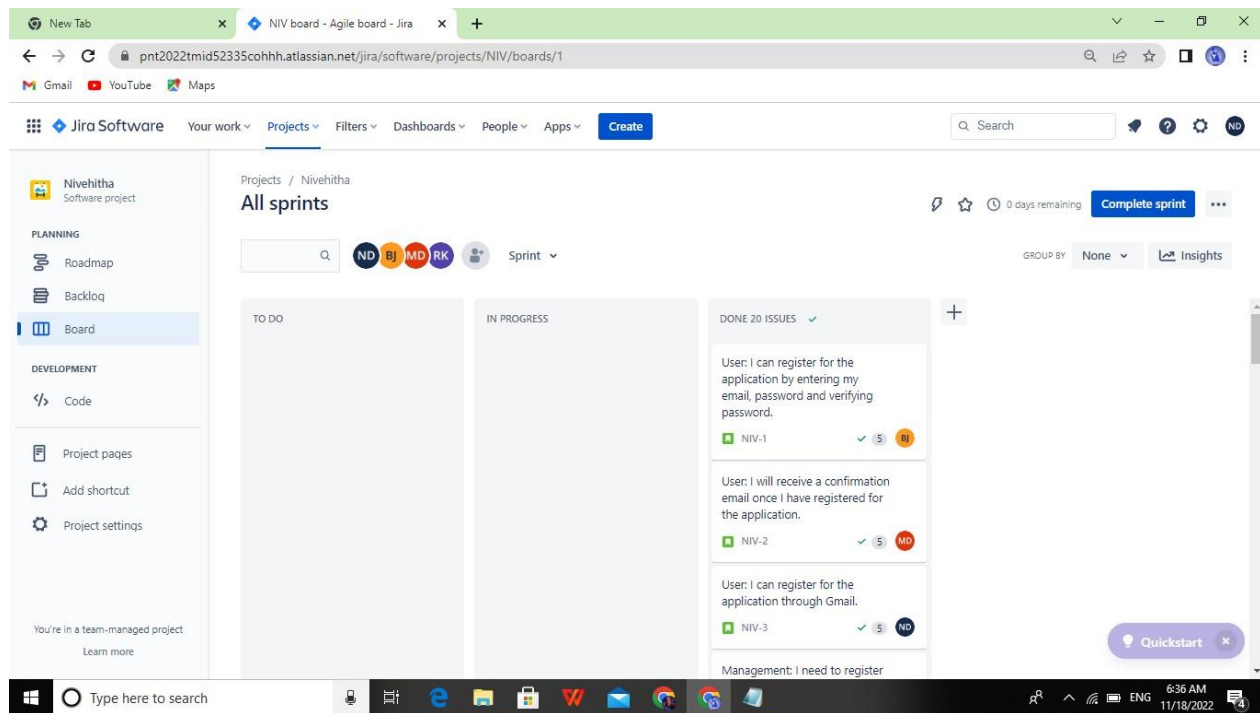 New Tab
NIV board - Agile board - Jira
pnt2022tmid52335cohhh.atlassian.net/jira/software/projects/NIV/boards/1
Gmail YouTube Maps
Jira Software Your work Projects Filters Dashboards People Apps Create Search ND
Nivehitha
Software project
PLANNING
Roadmap
Backlog
Board
DEVELOPMENT
Code
Project pages
Add shortcut
Project settings
You're in a team-managed project
Learn more
Projects / Nivehitha
All sprints
0 days remaining Complete sprint
ND BJ MD RK Sprint
GROUP BY None Insights
TO DO
IN PROGRESS
DONE 20 ISSUES
User: I can register for the
application by entering my
email, password and verifying
password.
NIV-1 5 BJ
User: I will receive a confirmation
email once I have registered for
the application.
NIV-2 5 MD
User: I can register for the
application through Gmail.
NIV-3 5 ND
Management: I need to register
Quickstart
Type here to search
ENG
6:36 AM
11/18/2022
4